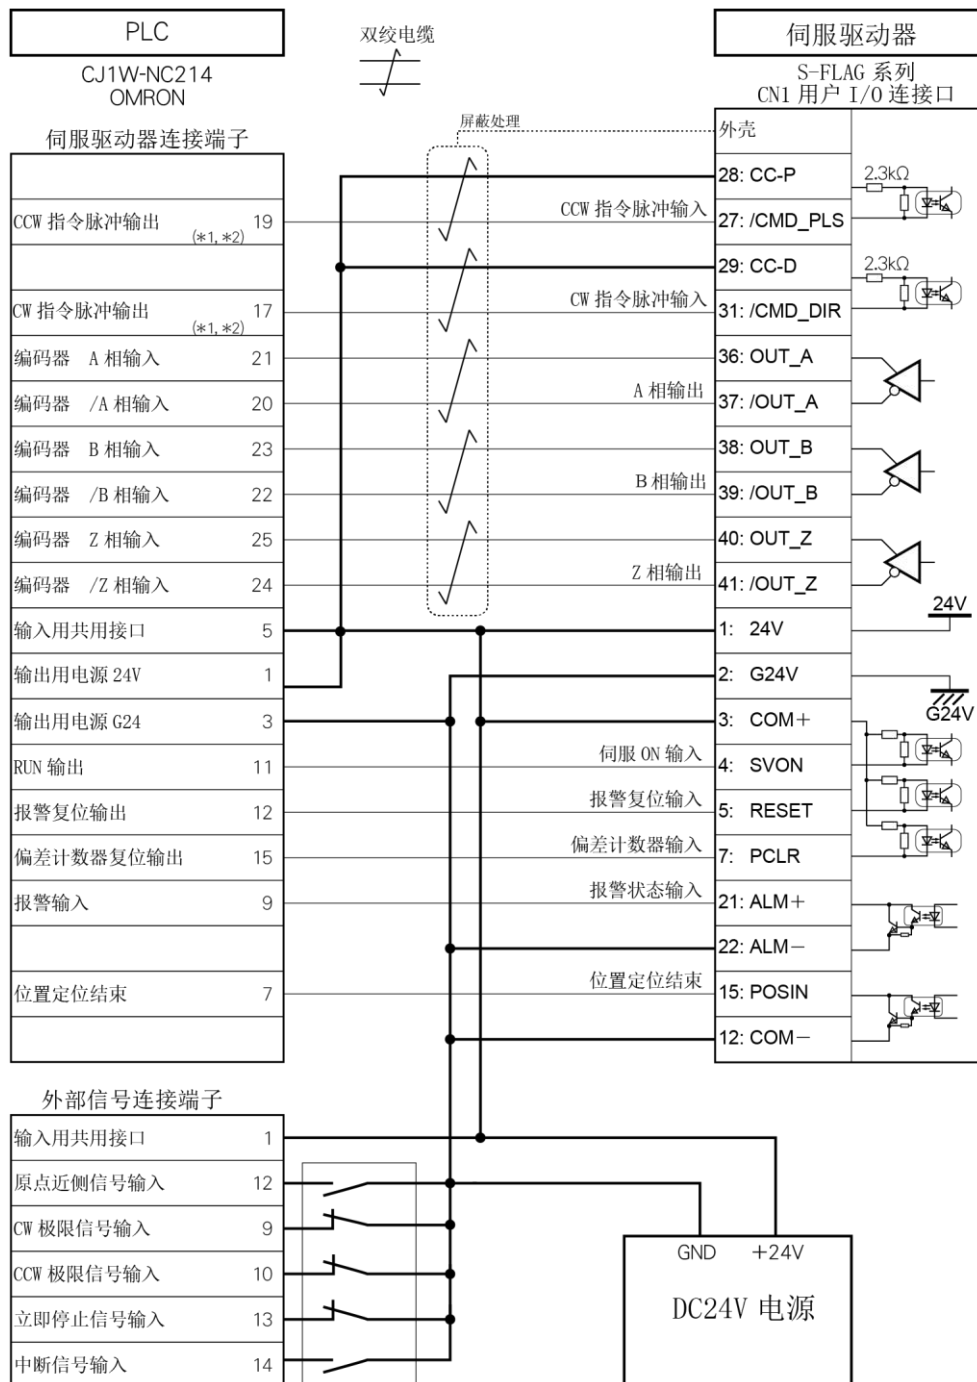 PLC
双绞电缆
伺服驱动器
CJ1W-NC214
OMRON
S-FLAG 系列
CN1 用户 I/O 连接口
伺服驱动器连接端子
屏蔽处理
外壳
28: CC-P
2.3kΩ
CCW 指令脉冲输出 19
(*1, *2)
CCW 指令脉冲输入
27: /CMD_PLS
29: CC-D
2.3kΩ
CW 指令脉冲输出 17
(*1, *2)
CW 指令脉冲输入
31: /CMD_DIR
编码器 A 相输入 21
36: OUT_A
编码器 /A 相输入 20
A 相输出
37: /OUT_A
编码器 B 相输入 23
38: OUT_B
编码器 /B 相输入 22
B 相输出
39: /OUT_B
编码器 Z 相输入 25
40: OUT_Z
编码器 /Z 相输入 24
Z 相输出
41: /OUT_Z
24V
输入用共用接口 5
1: 24V
输出用电源 24V 1
2: G24V
G24V
输出用电源 G24 3
3: COM+
RUN 输出 11
伺服 ON 输入
4: SVON
报警复位输出 12
报警复位输入
5: RESET
偏差计数器复位输出 15
偏差计数器输入
7: PCLR
报警输入 9
报警状态输入
21: ALM+
22: ALM-
位置定位结束 7
位置定位结束
15: POSIN
12: COM-
外部信号连接端子
输入用共用接口 1
原点近侧信号输入 12
CW 极限信号输入 9
CCW 极限信号输入 10
立即停止信号输入 13
中断信号输入 14
GND +24V
DC24V 电源